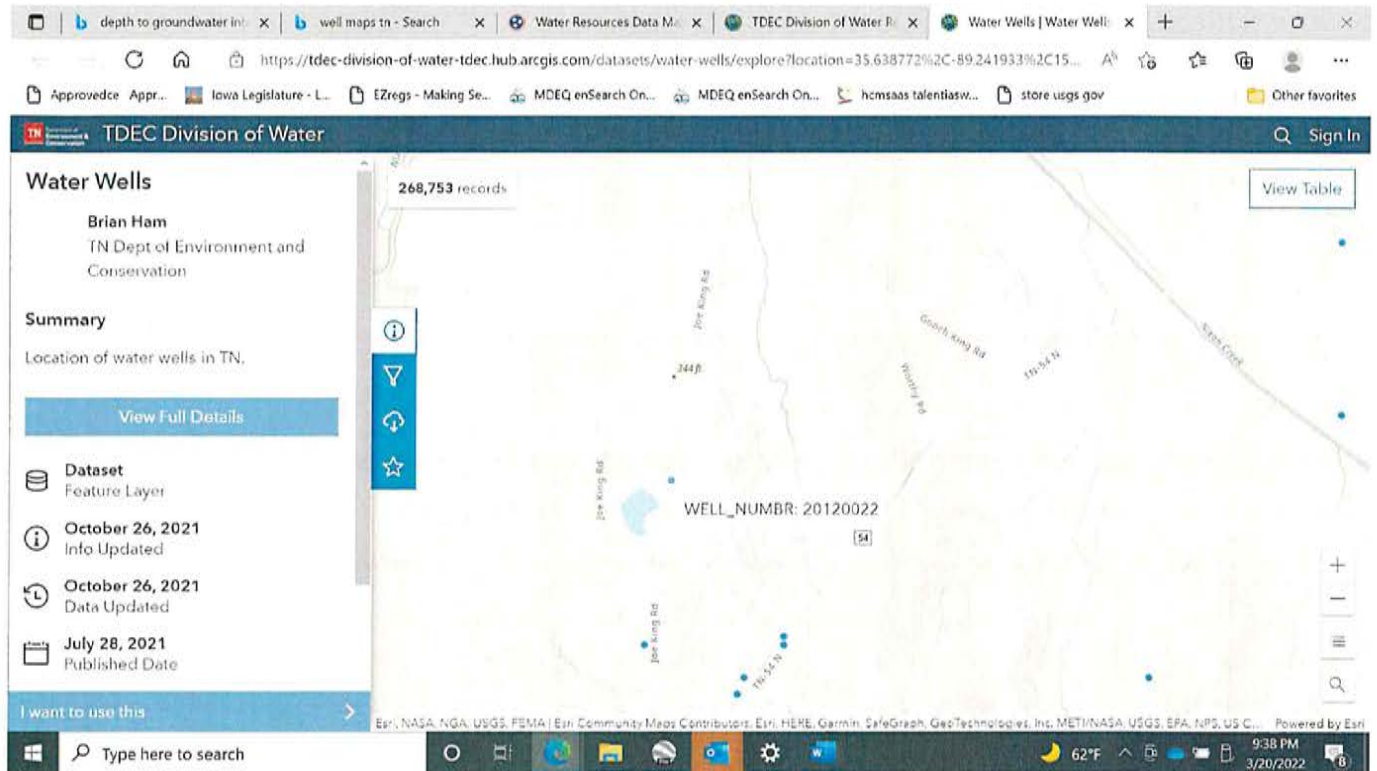 depth to groundwater int
well maps tn - Search
Water Resources Data Ma
TDEC Division of Water R
Water Wells | Water Well
https://tdec-division-of-water-tdec.hub.arcgis.com/datasets/water-wells/explore?location=35.638772%2C-89.241933%2C15...
Approvedce Appr...
Iowa Legislature - L...
EZregs - Making Se...
MDEQ enSearch On...
MDEQ enSearch On...
hcmsaas talentiasw...
store usgs gov
Other favorites
TN
TDEC Division of Water
Sign In
Water Wells
Brian Ham
TN Dept of Environment and
Conservation
Summary
Location of water wells in TN.
View Full Details
Dataset
Feature Layer
October 26, 2021
Info Updated
October 26, 2021
Data Updated
July 28, 2021
Published Date
I want to use this
268,753 records
View Table
Joe King Rd
Gooch King Rd
TN-54 N
Worthy Rd
Creek
344 ft
Joe King Rd
WELL_NUMBR: 20120022
54
Joe King Rd
TN-54 N
Esri, NASA, NGA, USGS, FEMA | Esri Community Maps Contributors, Esri, HERE, Garmin, SafeGraph, GeoTechnologies, Inc, METI/NASA, USGS, EPA, NPS, US C...
Powered by Esri
Type here to search
62°F
9:38 PM
3/20/2022
8